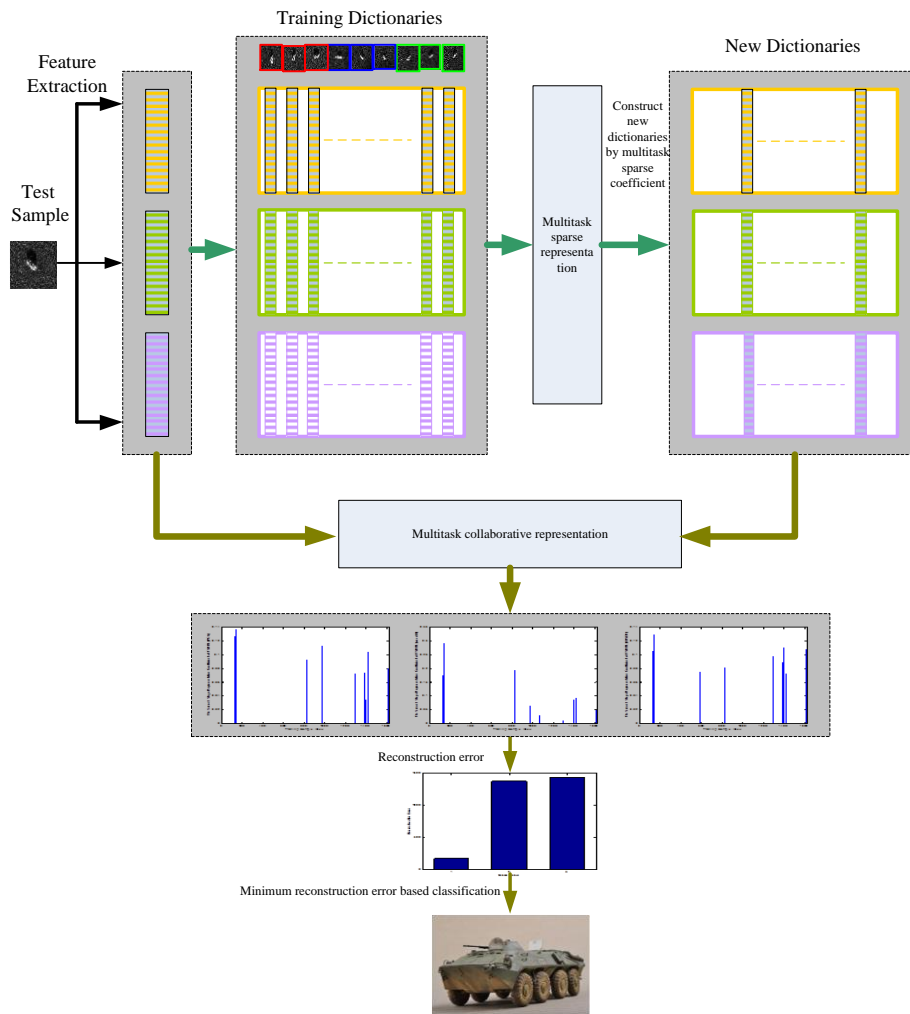 Training Dictionaries
New Dictionaries
Feature
Extraction
Construct
new
dictionaries
by multitask
sparse
coefficient
Test
Sample
Multitask
sparse
representa
tion
Multitask collaborative representation
Reconstruction error
Minimum reconstruction error based classification